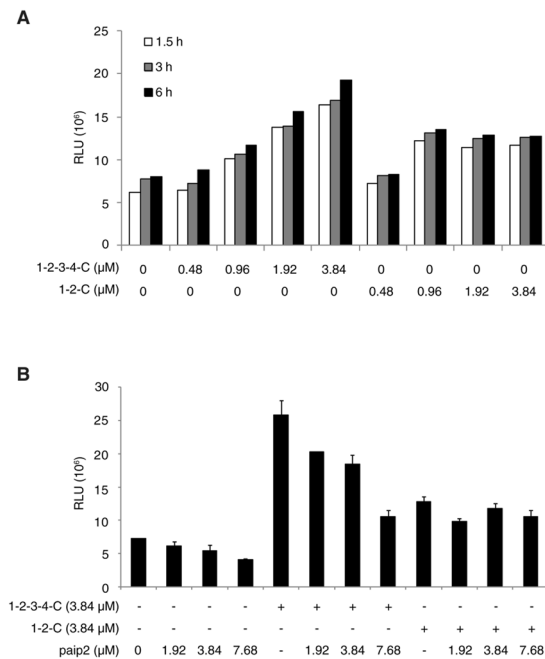 A
25
20
15
10
5
0
RLU (10⁶)
1.5 h
3 h
6 h
1-2-3-4-C (µM) 0 0.48 0.96 1.92 3.84 0 0 0 0
1-2-C (µM) 0 0 0 0 0 0.48 0.96 1.92 3.84
B
30
25
20
15
10
5
0
RLU (10⁶)
1-2-3-4-C (3.84 µM) - - - - + + + + - - - -
1-2-C (3.84 µM) - - - - - - - - + + + +
paip2 (µM) 0 1.92 3.84 7.68 - 1.92 3.84 7.68 - 1.92 3.84 7.68